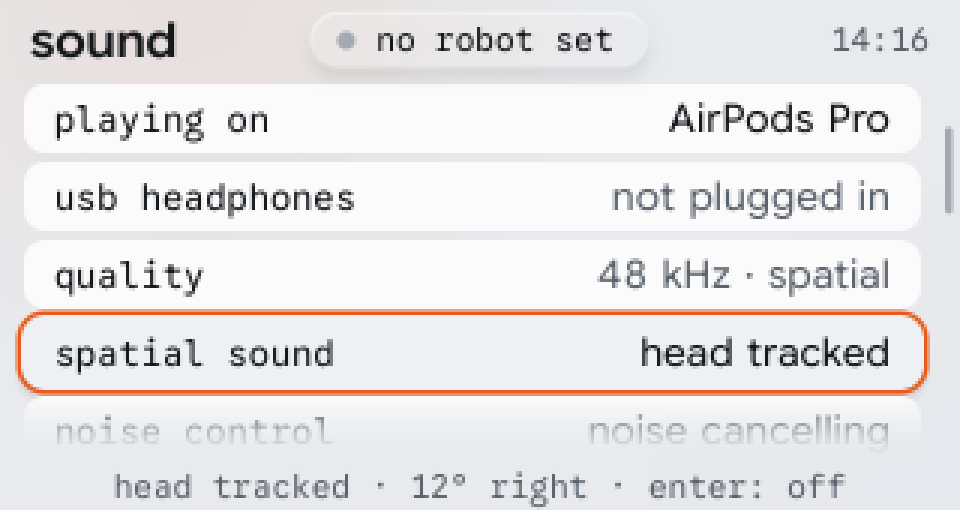 sound
no robot set
14:16
playing on AirPods Pro
usb headphones not plugged in
quality 48 kHz · spatial
spatial sound head tracked
noise control noise cancelling
head tracked · 12° right · enter: off